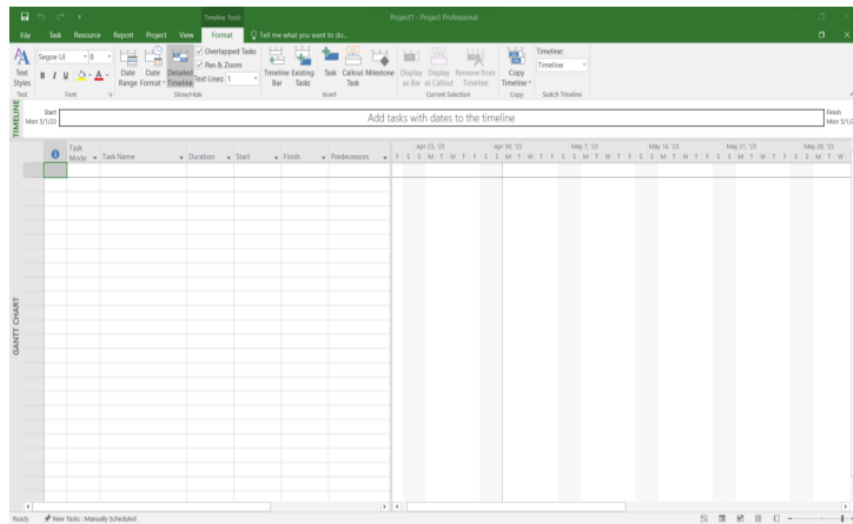 Timeline Tools
Project1 - Project Professional
File Task Resource Report Project View Format Tell me what you want to do...
Segoe UI 8
B I U A
Text Styles
Date Range
Date Format
Detailed Timeline
Overlapped Tasks
Pan & Zoom
Text Lines: 1
Timeline Bar
Existing Tasks
Task
Callout Task
Milestone
Display as Bar
Display as Callout
Remove from Timeline
Copy Timeline
Timeline:
Timeline
Text Font Show/Hide Insert Current Selection Copy Switch Timeline
TIMELINE
Start
Mon 5/1/23
Add tasks with dates to the timeline
Finish
Mon 5/1/2
Task Mode
Task Name Duration Start Finish Predecessors
Apr 23, '23 Apr 30, '23 May 7, '23 May 14, '23 May 21, '23 May 28, '23
F S S M T W T F S S M T W T F S S M T W T F S S M T W T F S S M T W T F S S M T W
GANTT CHART
Ready New Tasks : Manually Scheduled